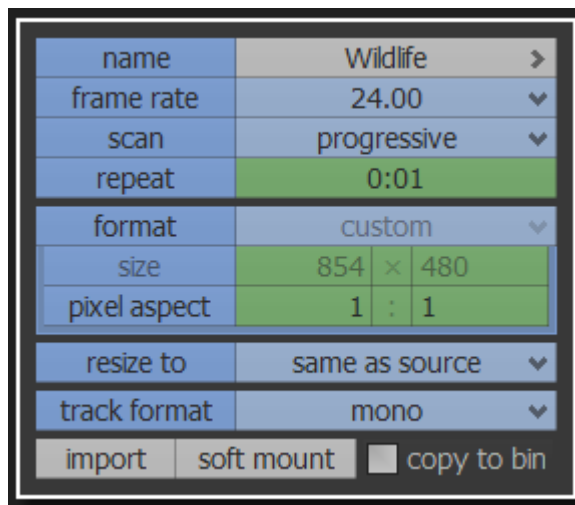 name Wildlife
frame rate 24.00
scan progressive
repeat 0:01
format custom
size 854 × 480
pixel aspect 1 : 1
resize to same as source
track format mono
import soft mount copy to bin